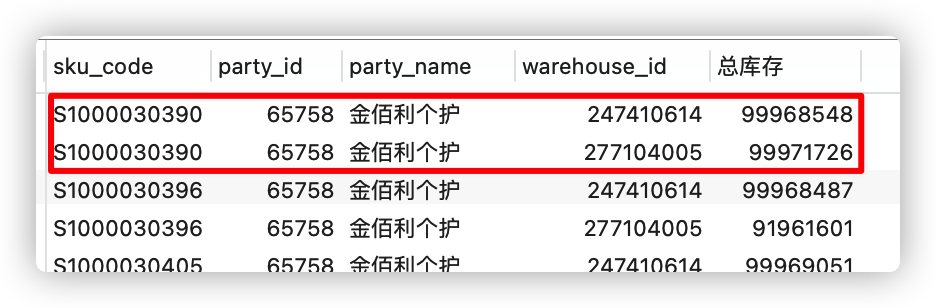 sku_code party_id party_name warehouse_id 总库存
S1000030390 65758 金佰利个护 247410614 99968548
S1000030390 65758 金佰利个护 277104005 99971726
S1000030396 65758 金佰利个护 247410614 99968487
S1000030396 65758 金佰利个护 277104005 91961601
S1000030405 65758 金佰利个护 247410614 99969051